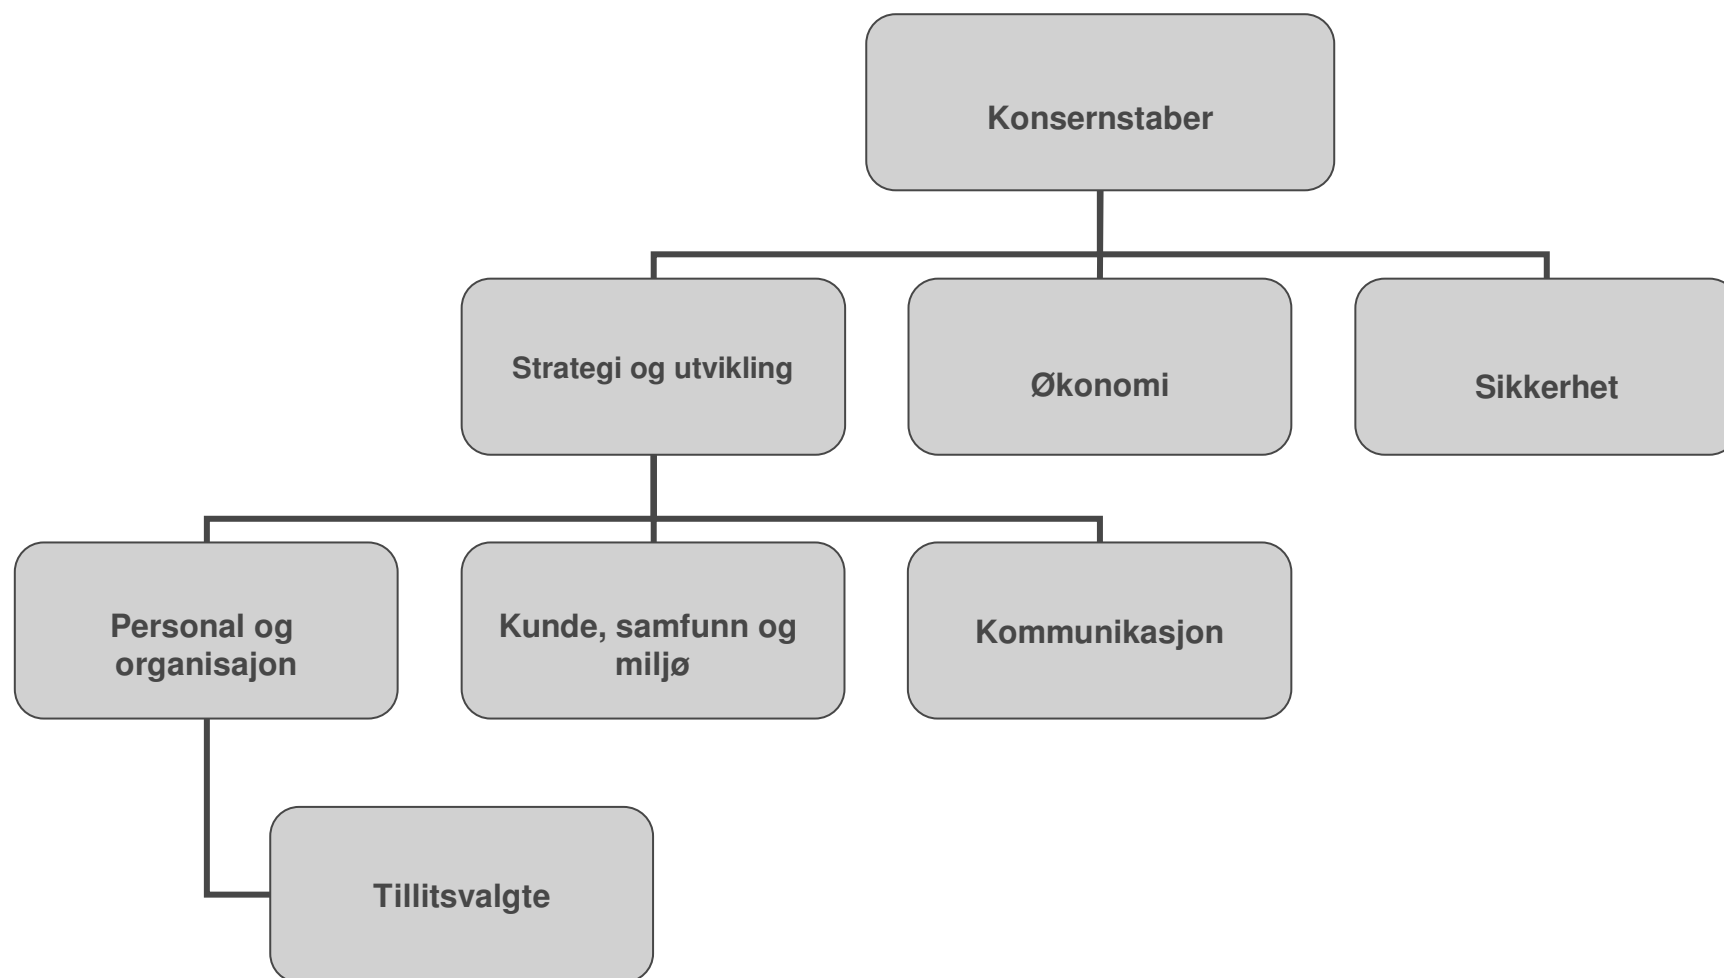 Konsernstaber
Strategi og utvikling
Økonomi
Sikkerhet
Personal og
organisajon
Kunde, samfunn og
miljø
Kommunikasjon
Tillitsvalgte